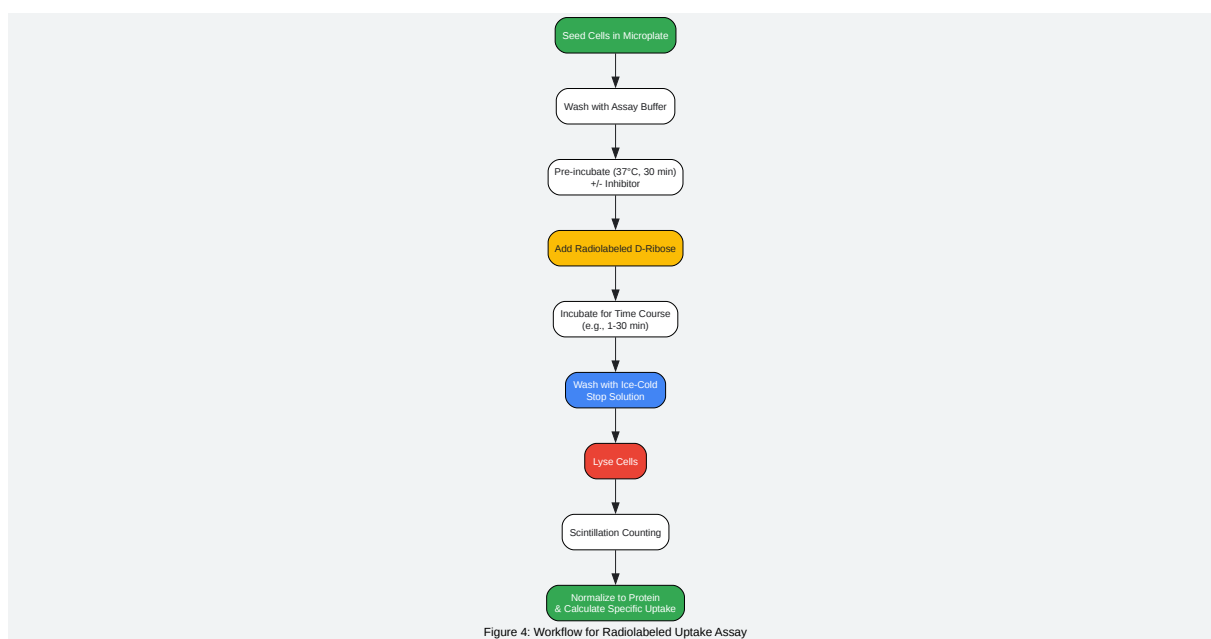 Seed Cells in Microplate
Wash with Assay Buffer
Pre-incubate (37°C, 30 min)
+/- Inhibitor
Add Radiolabeled D-Ribose
Incubate for Time Course
(e.g., 1-30 min)
Wash with Ice-Cold
Stop Solution
Lyse Cells
Scintillation Counting
Normalize to Protein
& Calculate Specific Uptake
Figure 4: Workflow for Radiolabeled Uptake Assay